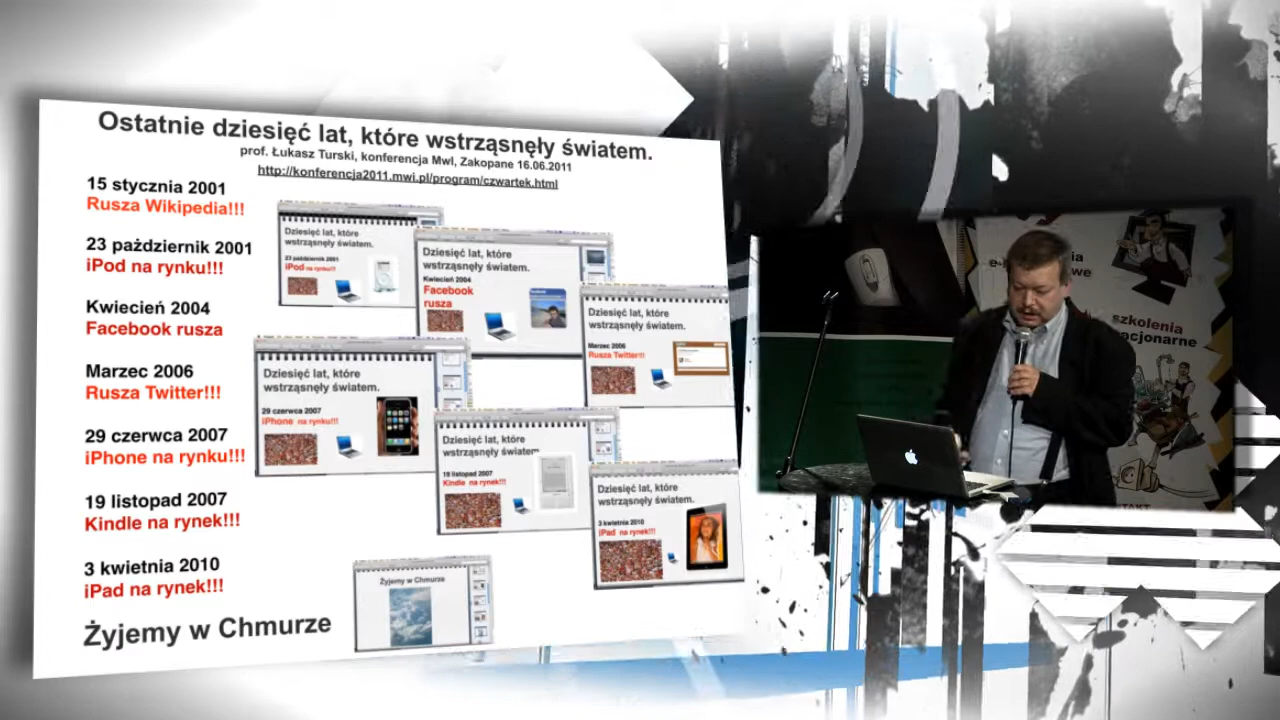 Ostatnie dziesięć lat, które wstrząsnęły światem.
prof. Łukasz Turski, konferencja MwI, Zakopane 16.06.2011
http://konferencja2011.mwi.pl/program/czwartek.html
15 stycznia 2001
Rusza Wikipedia!!!
23 październik 2001
iPod na rynku!!!
Kwiecień 2004
Facebook rusza
Marzec 2006
Rusza Twitter!!!
29 czerwca 2007
iPhone na rynku!!!
19 listopad 2007
Kindle na rynek!!!
3 kwietnia 2010
iPad na rynek!!!
Żyjemy w Chmurze
Dziesięć lat, które
wstrząsnęły światem.
23 październik 2001
iPod na rynku!!!
Dziesięć lat, które
wstrząsnęły światem.
Kwiecień 2004
Facebook
rusza
Dziesięć lat, które
wstrząsnęły światem.
Marzec 2006
Rusza Twitter!!!
Dziesięć lat, które
wstrząsnęły światem.
29 czerwca 2007
iPhone na rynku!!!
Dziesięć lat, które
wstrząsnęły światem.
19 listopad 2007
Kindle na rynek!!!
Dziesięć lat, które
wstrząsnęły światem.
3 kwietnia 2010
iPad na rynek!!!
Żyjemy w Chmurze
szkolenia